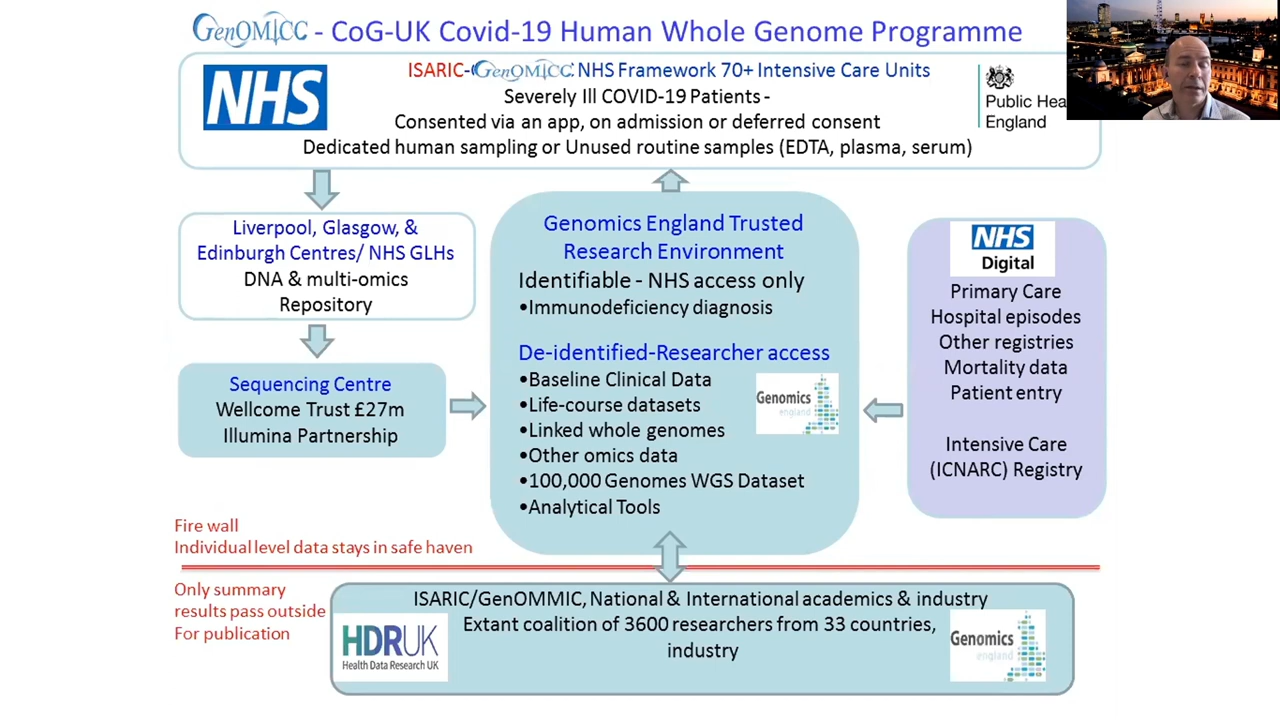 GenOMICC - CoG-UK Covid-19 Human Whole Genome Programme
NHS
ISARIC-GenOMICC: NHS Framework 70+ Intensive Care Units
Severely Ill COVID-19 Patients -
Consented via an app, on admission or deferred consent
Dedicated human sampling or Unused routine samples (EDTA, plasma, serum)
Public Hea
England
Liverpool, Glasgow, &
Edinburgh Centres/ NHS GLHs
DNA & multi-omics
Repository
Sequencing Centre
Wellcome Trust £27m
Illumina Partnership
Genomics England Trusted
Research Environment
Identifiable - NHS access only
•Immunodeficiency diagnosis
De-identified-Researcher access
•Baseline Clinical Data
•Life-course datasets
•Linked whole genomes
•Other omics data
•100,000 Genomes WGS Dataset
•Analytical Tools
Genomics
england
NHS
Digital
Primary Care
Hospital episodes
Other registries
Mortality data
Patient entry
Intensive Care
(ICNARC) Registry
Fire wall
Individual level data stays in safe haven
Only summary
results pass outside
For publication
ISARIC/GenOMMIC, National & International academics & industry
Extant coalition of 3600 researchers from 33 countries,
industry
HDRUK
Health Data Research UK
Genomics
england